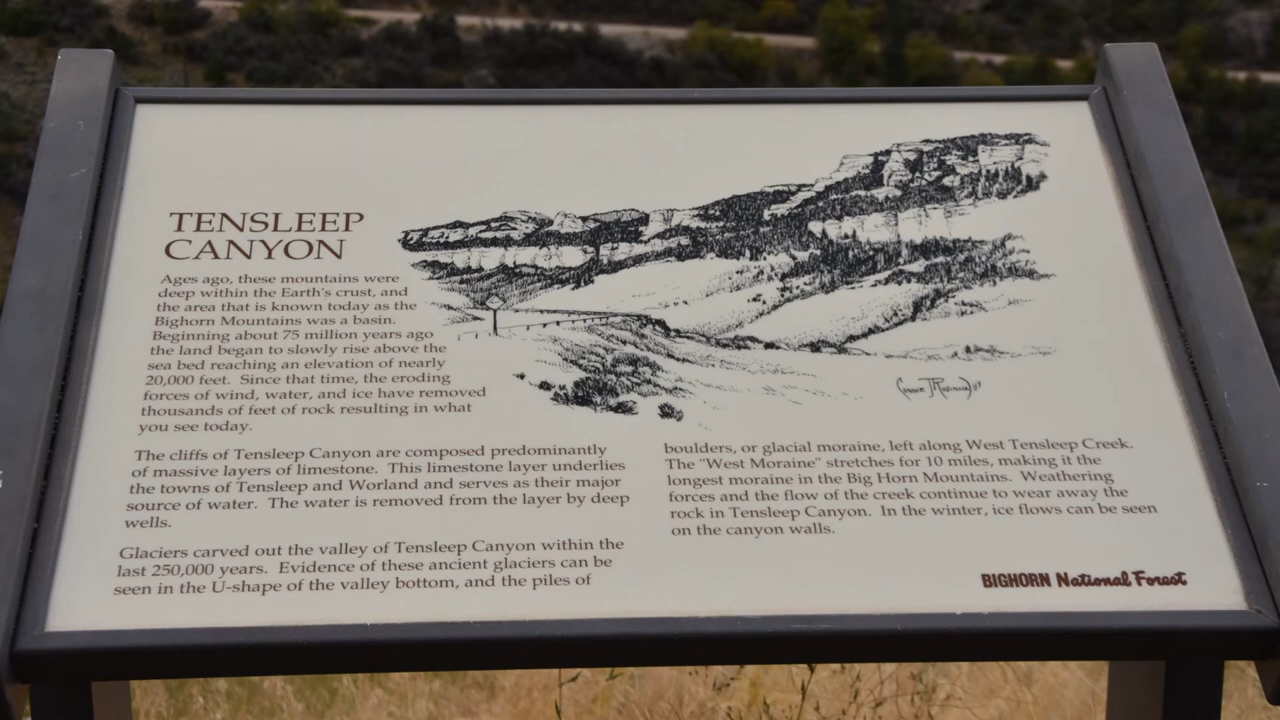 TENSLEEP
CANYON
Ages ago, these mountains were
deep within the Earth's crust, and
the area that is known today as the
Bighorn Mountains was a basin.
Beginning about 75 million years ago
the land began to slowly rise above the
sea bed reaching an elevation of nearly
20,000 feet. Since that time, the eroding
forces of wind, water, and ice have removed
thousands of feet of rock resulting in what
you see today.
The cliffs of Tensleep Canyon are composed predominantly
of massive layers of limestone. This limestone layer underlies
the towns of Tensleep and Worland and serves as their major
source of water. The water is removed from the layer by deep
wells.
Glaciers carved out the valley of Tensleep Canyon within the
last 250,000 years. Evidence of these ancient glaciers can be
seen in the U-shape of the valley bottom, and the piles of
boulders, or glacial moraine, left along West Tensleep Creek.
The "West Moraine" stretches for 10 miles, making it the
longest moraine in the Big Horn Mountains. Weathering
forces and the flow of the creek continue to wear away the
rock in Tensleep Canyon. In the winter, ice flows can be seen
on the canyon walls.
BIGHORN National Forest